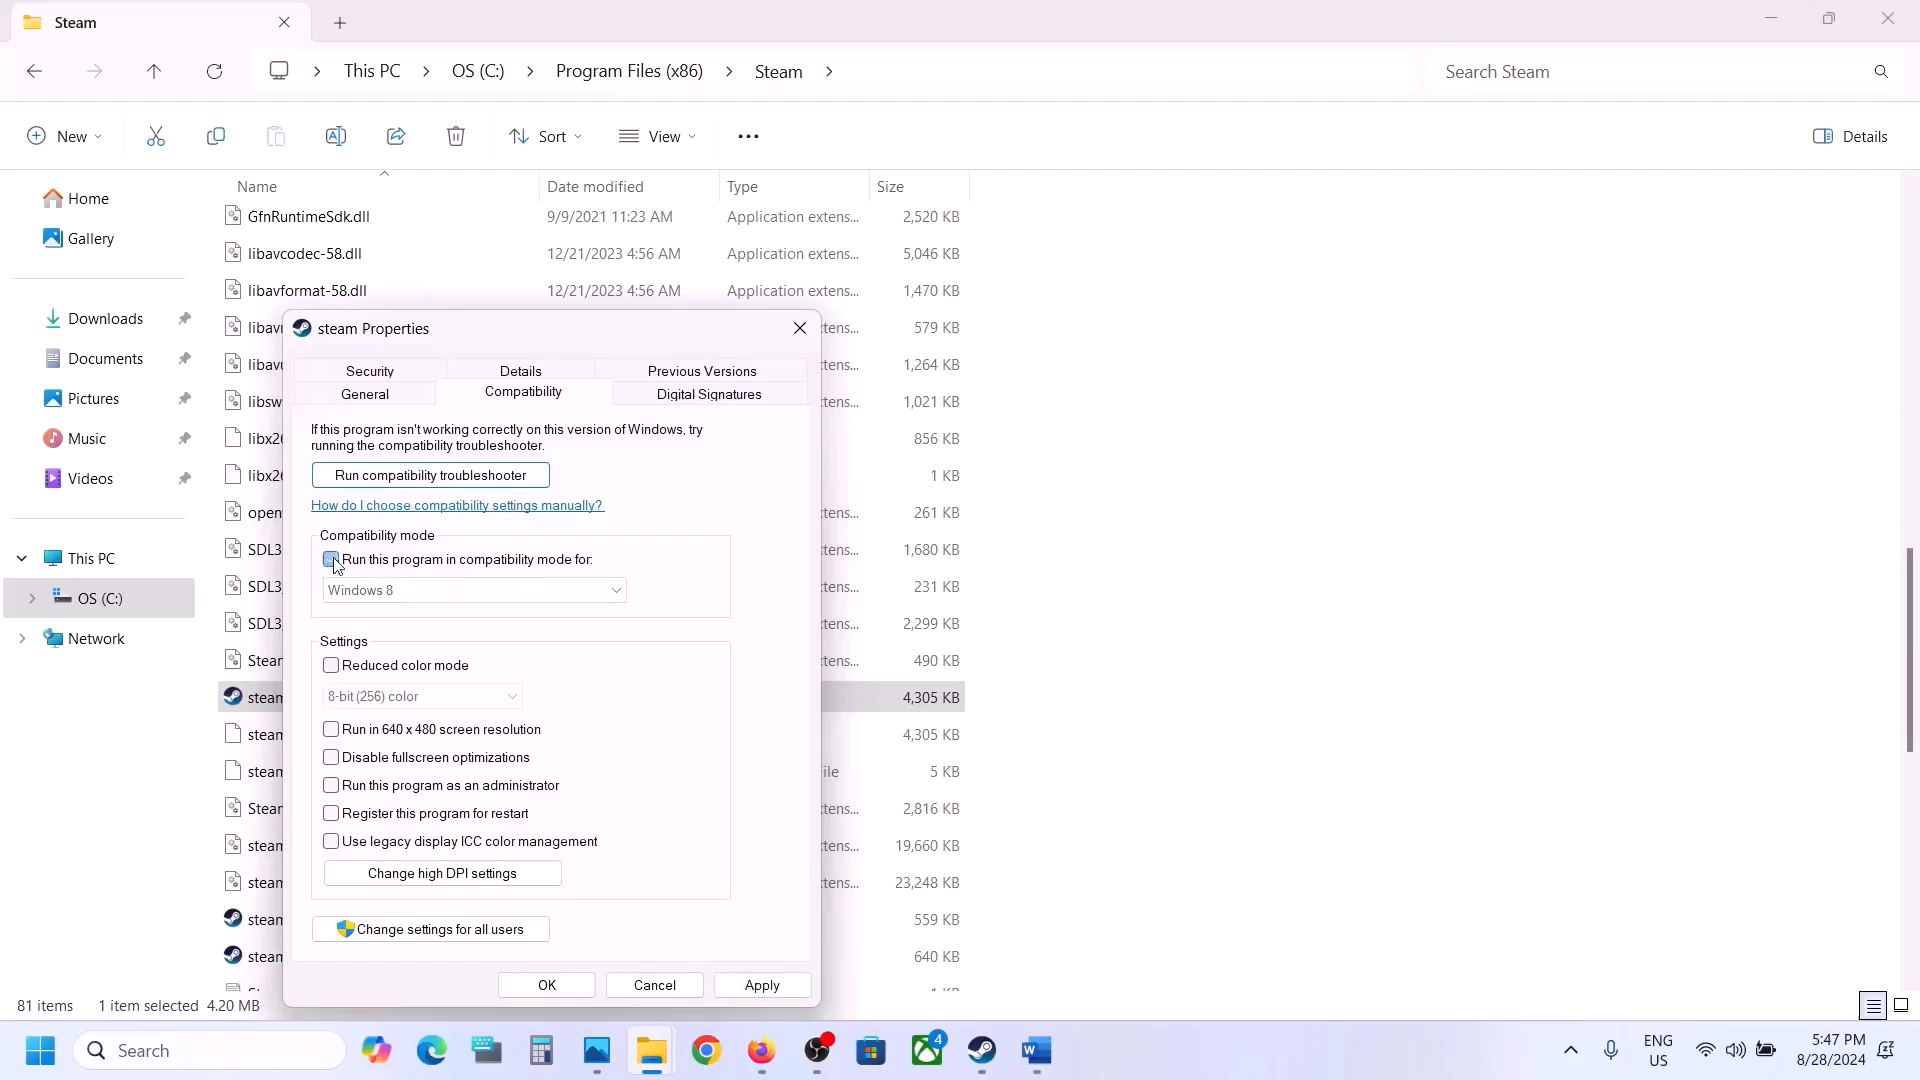 Steam
This PC
OS (C:)
Program Files (x86)
Steam
Search Steam
New
Sort
View
Details
Name
Date modified
Type
Size
GfnRuntimeSdk.dll 9/9/2021 11:23 AM Application extens... 2,520 KB
libavcodec-58.dll 12/21/2023 4:56 AM Application extens... 5,046 KB
libavformat-58.dll 12/21/2023 4:56 AM Application extens... 1,470 KB
579 KB
1,264 KB
1,021 KB
856 KB
1 KB
261 KB
1,680 KB
231 KB
2,299 KB
490 KB
4,305 KB
4,305 KB
5 KB
2,816 KB
19,660 KB
23,248 KB
559 KB
640 KB
Home
Gallery
Downloads
Documents
Pictures
Music
Videos
This PC
OS (C:)
Network
steam Properties
Security
Details
Previous Versions
General
Compatibility
Digital Signatures
If this program isn't working correctly on this version of Windows, try
running the compatibility troubleshooter.
Run compatibility troubleshooter
How do I choose compatibility settings manually?
Compatibility mode
Run this program in compatibility mode for:
Windows 8
Settings
Reduced color mode
8-bit (256) color
Run in 640 x 480 screen resolution
Disable fullscreen optimizations
Run this program as an administrator
Register this program for restart
Use legacy display ICC color management
Change high DPI settings
Change settings for all users
OK
Cancel
Apply
81 items
1 item selected 4.20 MB
Search
4
ENG
US
5:47 PM
8/28/2024